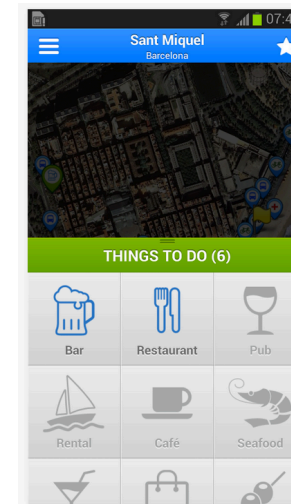 07:4
Sant Miquel
Barcelona
THINGS TO DO (6)
Bar
Restaurant
Pub
Rental
Café
Seafood